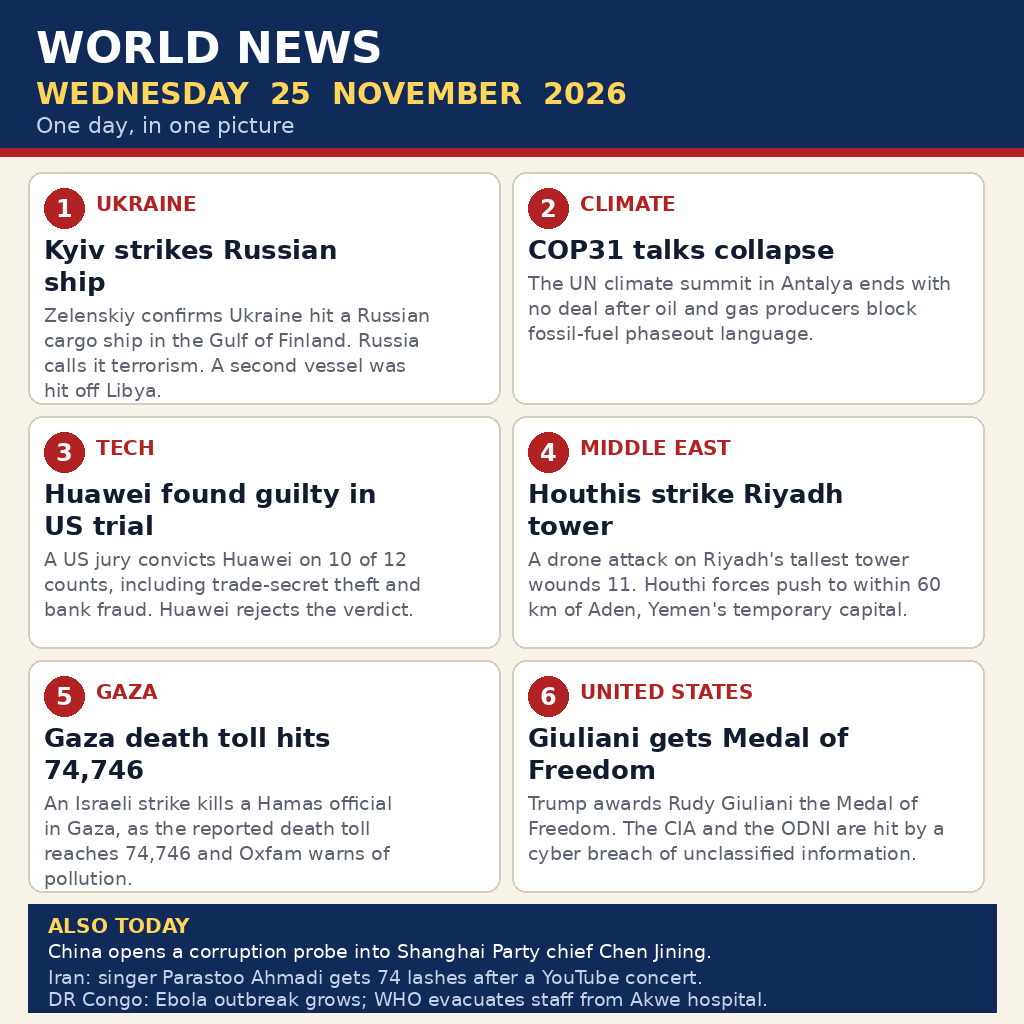 WORLD NEWS
WEDNESDAY 25 NOVEMBER 2026
One day, in one picture
1 UKRAINE
Kyiv strikes Russian
ship
Zelenskiy confirms Ukraine hit a Russian
cargo ship in the Gulf of Finland. Russia
calls it terrorism. A second vessel was
hit off Libya.
2 CLIMATE
COP31 talks collapse
The UN climate summit in Antalya ends with
no deal after oil and gas producers block
fossil-fuel phaseout language.
3 TECH
Huawei found guilty in
US trial
A US jury convicts Huawei on 10 of 12
counts, including trade-secret theft and
bank fraud. Huawei rejects the verdict.
4 MIDDLE EAST
Houthis strike Riyadh
tower
A drone attack on Riyadh's tallest tower
wounds 11. Houthi forces push to within 60
km of Aden, Yemen's temporary capital.
5 GAZA
Gaza death toll hits
74,746
An Israeli strike kills a Hamas official
in Gaza, as the reported death toll
reaches 74,746 and Oxfam warns of
pollution.
6 UNITED STATES
Giuliani gets Medal of
Freedom
Trump awards Rudy Giuliani the Medal of
Freedom. The CIA and the ODNI are hit by a
cyber breach of unclassified information.
ALSO TODAY
China opens a corruption probe into Shanghai Party chief Chen Jining.
Iran: singer Parastoo Ahmadi gets 74 lashes after a YouTube concert.
DR Congo: Ebola outbreak grows; WHO evacuates staff from Akwe hospital.